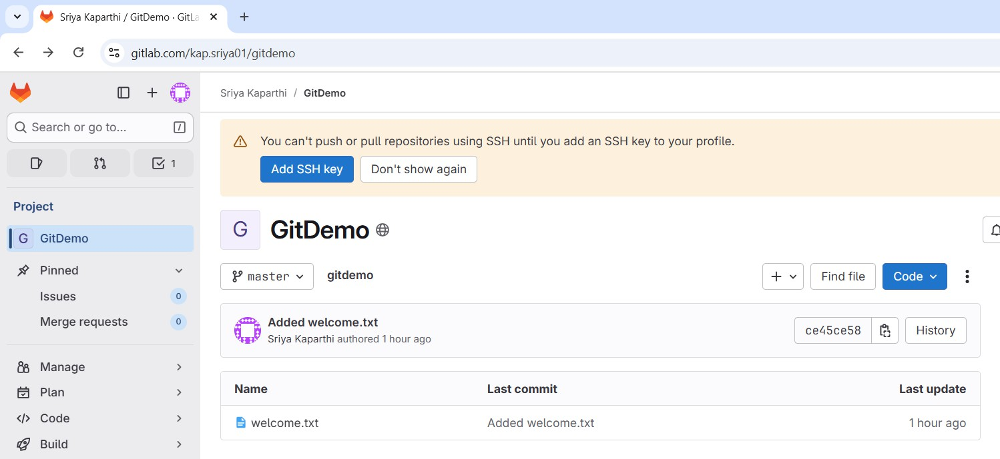 Sriya Kaparthi / GitDemo · GitLa
gitlab.com/kap.sriya01/gitdemo
Search or go to... /
1
Project
G GitDemo
Pinned
Issues 0
Merge requests 0
Manage
Plan
Code
Build
Sriya Kaparthi / GitDemo
You can't push or pull repositories using SSH until you add an SSH key to your profile.
Add SSH key Don't show again
G GitDemo
master gitdemo Find file Code
Added welcome.txt
Sriya Kaparthi authored 1 hour ago
ce45ce58 History
Name Last commit Last update
welcome.txt Added welcome.txt 1 hour ago